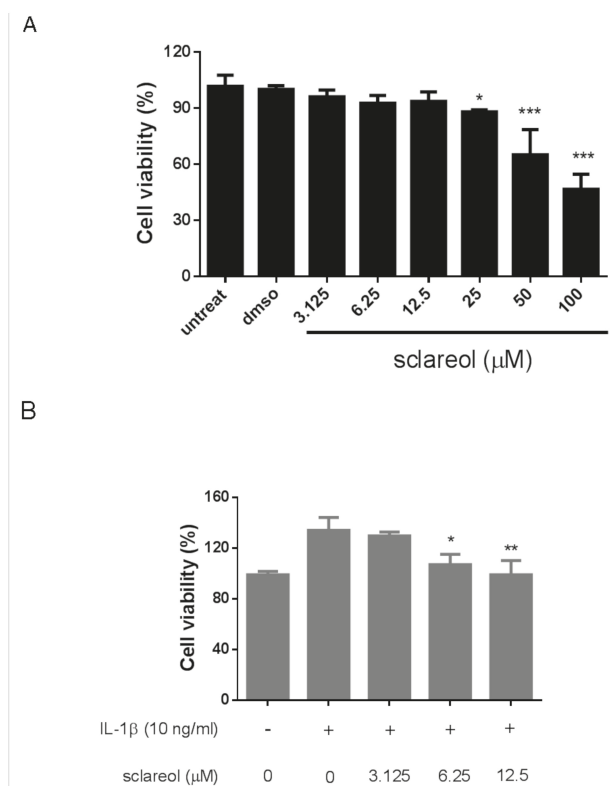 A
Cell viability (%)
120
90
60
30
0
*
***
***
untreat dmso 3.125 6.25 12.5 25 50 100
sclareol (μM)
B
Cell viability (%)
160
120
80
40
0
*
**
IL-1β (10 ng/ml) - + + + +
sclareol (μM) 0 0 3.125 6.25 12.5